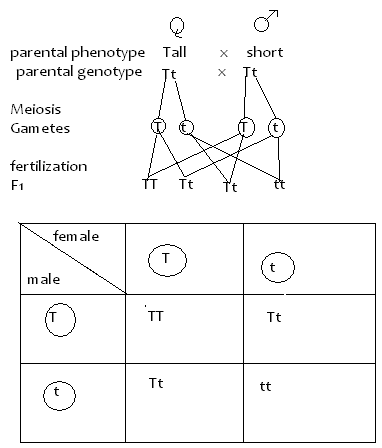 ♀ ♂
parental phenotype Tall × short
parental genotype Tt × Tt
Meiosis
Gametes T t T t
fertilization
F1 TT Tt Tt tt
female
male
T t
T TT Tt
t Tt tt